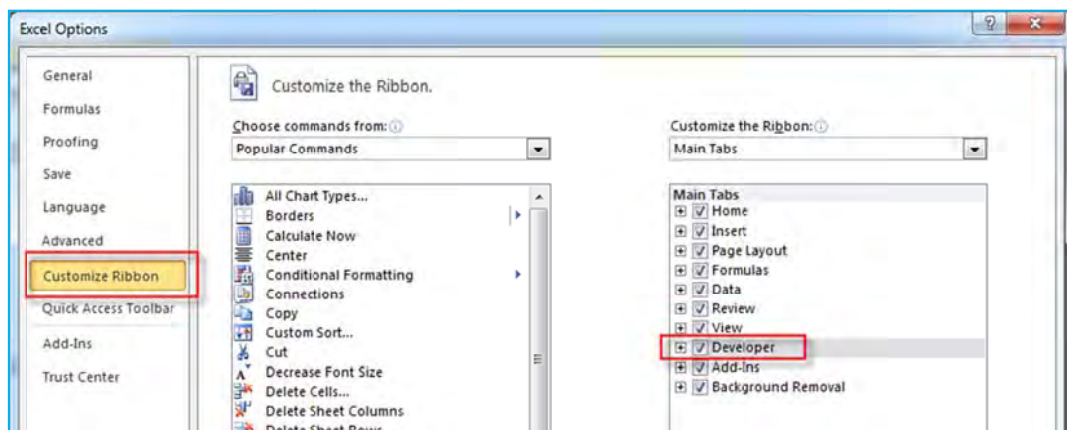 Excel Options
General
Formulas
Proofing
Save
Language
Advanced
Customize Ribbon
Quick Access Toolbar
Add-Ins
Trust Center
Customize the Ribbon.
Choose commands from:
Popular Commands
All Chart Types...
Borders
Calculate Now
Center
Conditional Formatting
Connections
Copy
Custom Sort...
Cut
Decrease Font Size
Delete Cells...
Delete Sheet Columns
Delete Sheet Rows
Customize the Ribbon:
Main Tabs
Main Tabs
Home
Insert
Page Layout
Formulas
Data
Review
View
Developer
Add-Ins
Background Removal